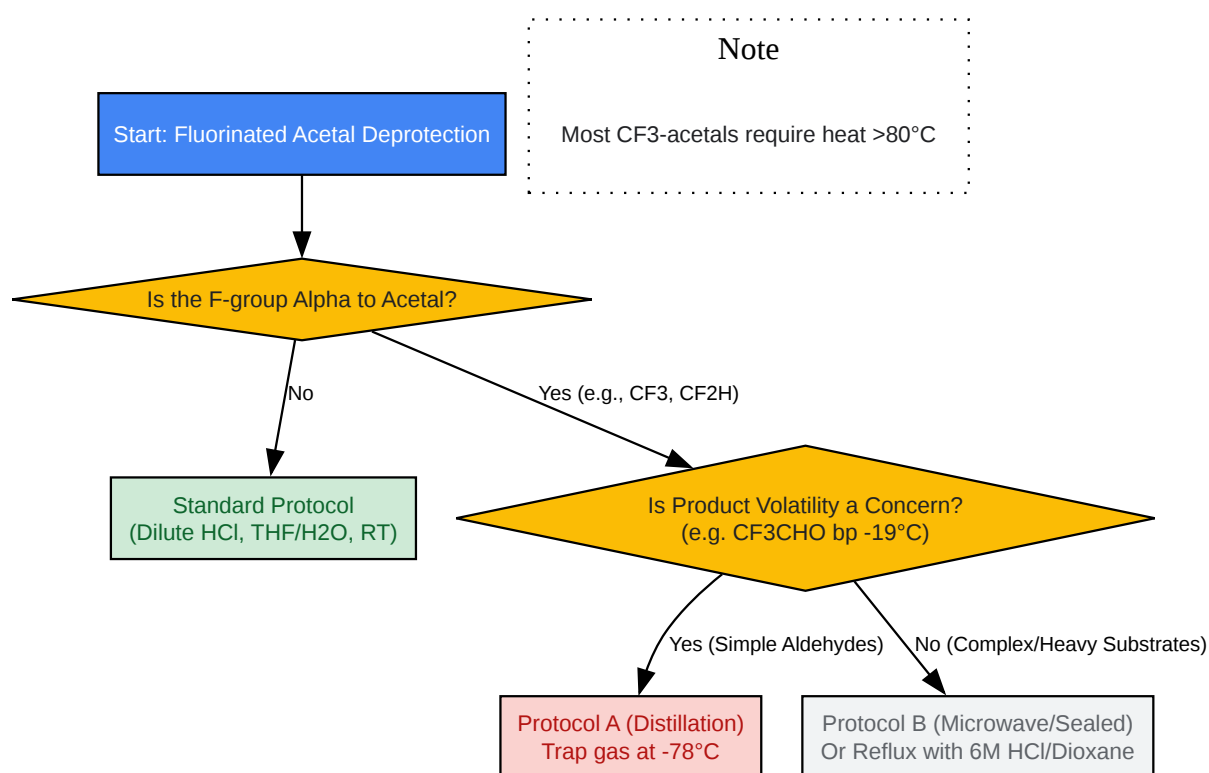 Note
Start: Fluorinated Acetal Deprotection
Most CF3-acetals require heat >80°C
Is the F-group Alpha to Acetal?
No
Yes (e.g., CF3, CF2H)
Standard Protocol
(Dilute HCl, THF/H2O, RT)
Is Product Volatility a Concern?
(e.g. CF3CHO bp -19°C)
Yes (Simple Aldehydes)
No (Complex/Heavy Substrates)
Protocol A (Distillation)
Trap gas at -78°C
Protocol B (Microwave/Sealed)
Or Reflux with 6M HCl/Dioxane